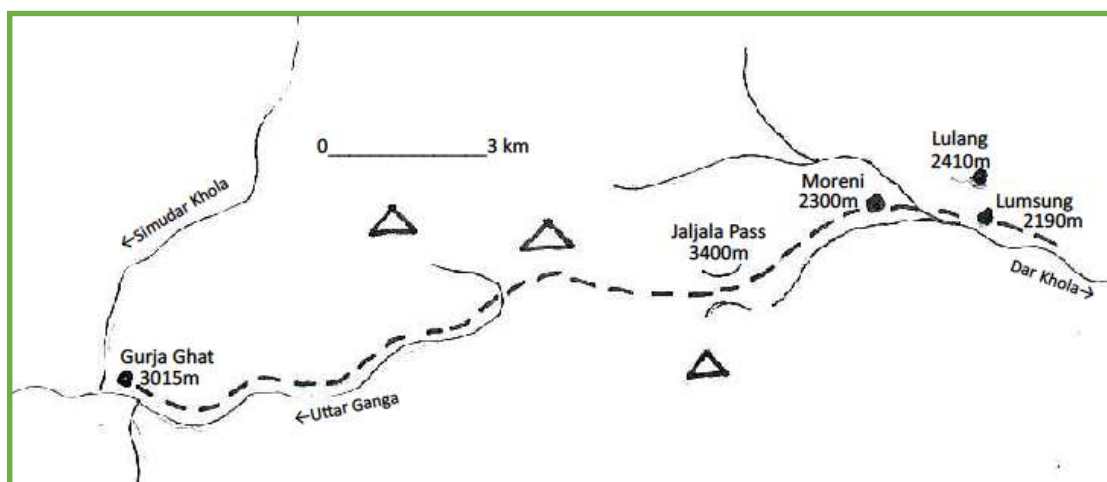 Lulang
2410m
0 3 km
Moreni
2300m
Lumsung
2190m
←Simudar Khola
Jaljala Pass
3400m
Dar Khola→
Gurja Ghat
3015m
←Uttar Ganga